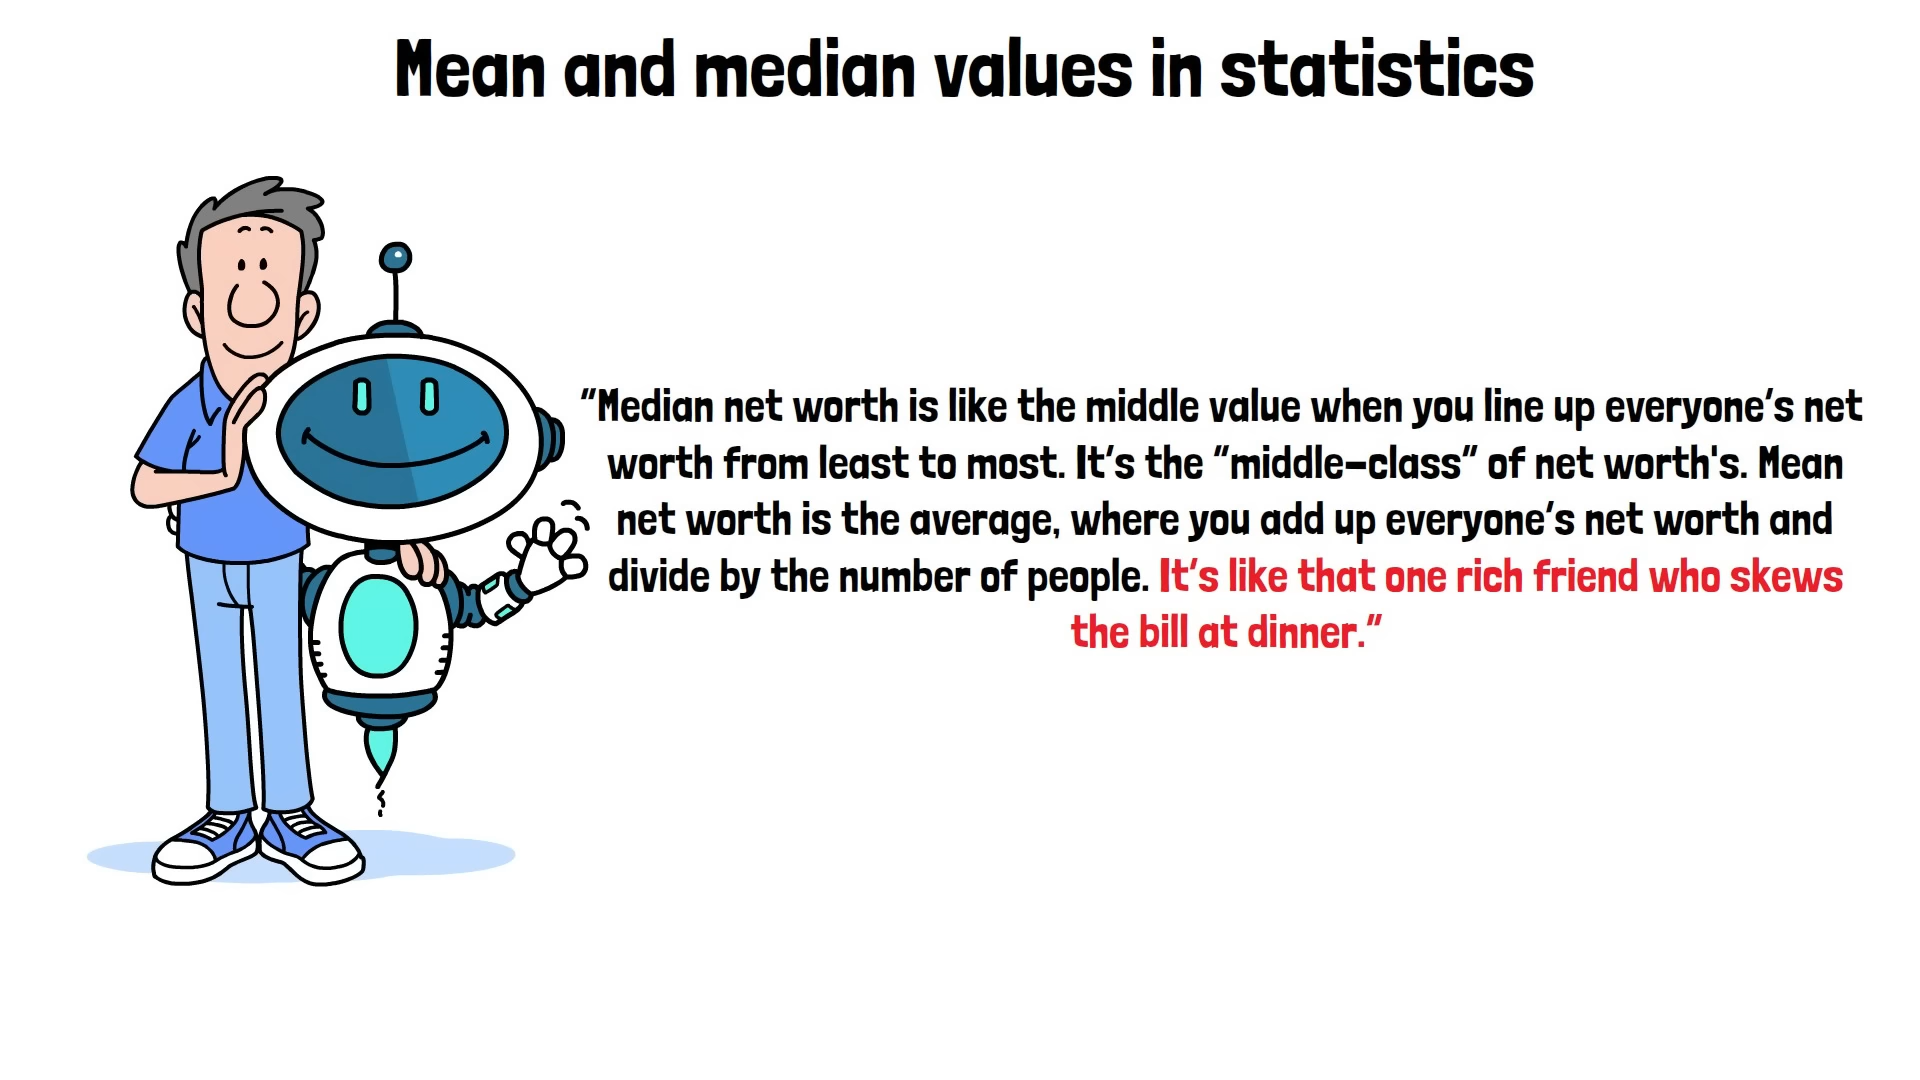 Mean and median values in statistics
“Median net worth is like the middle value when you line up everyone’s net
worth from least to most. It’s the “middle-class” of net worth's. Mean
net worth is the average, where you add up everyone’s net worth and
divide by the number of people. It’s like that one rich friend who skews
the bill at dinner.”